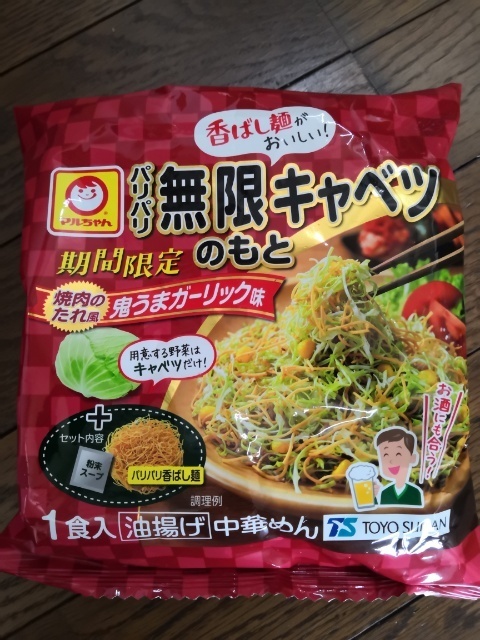 香ばし麺が
おいしい!
マルちゃん
パリパリ
無限キャベツ
のもと
期間限定
焼肉の
たれ風
鬼うまガーリック味
用意する野菜は
キャベツだけ!
+
セット内容
粉末
スープ
パリパリ香ばし麺
調理例
お酒にも合う!
1食入 油揚げ 中華めん
TS TOYO SUISAN